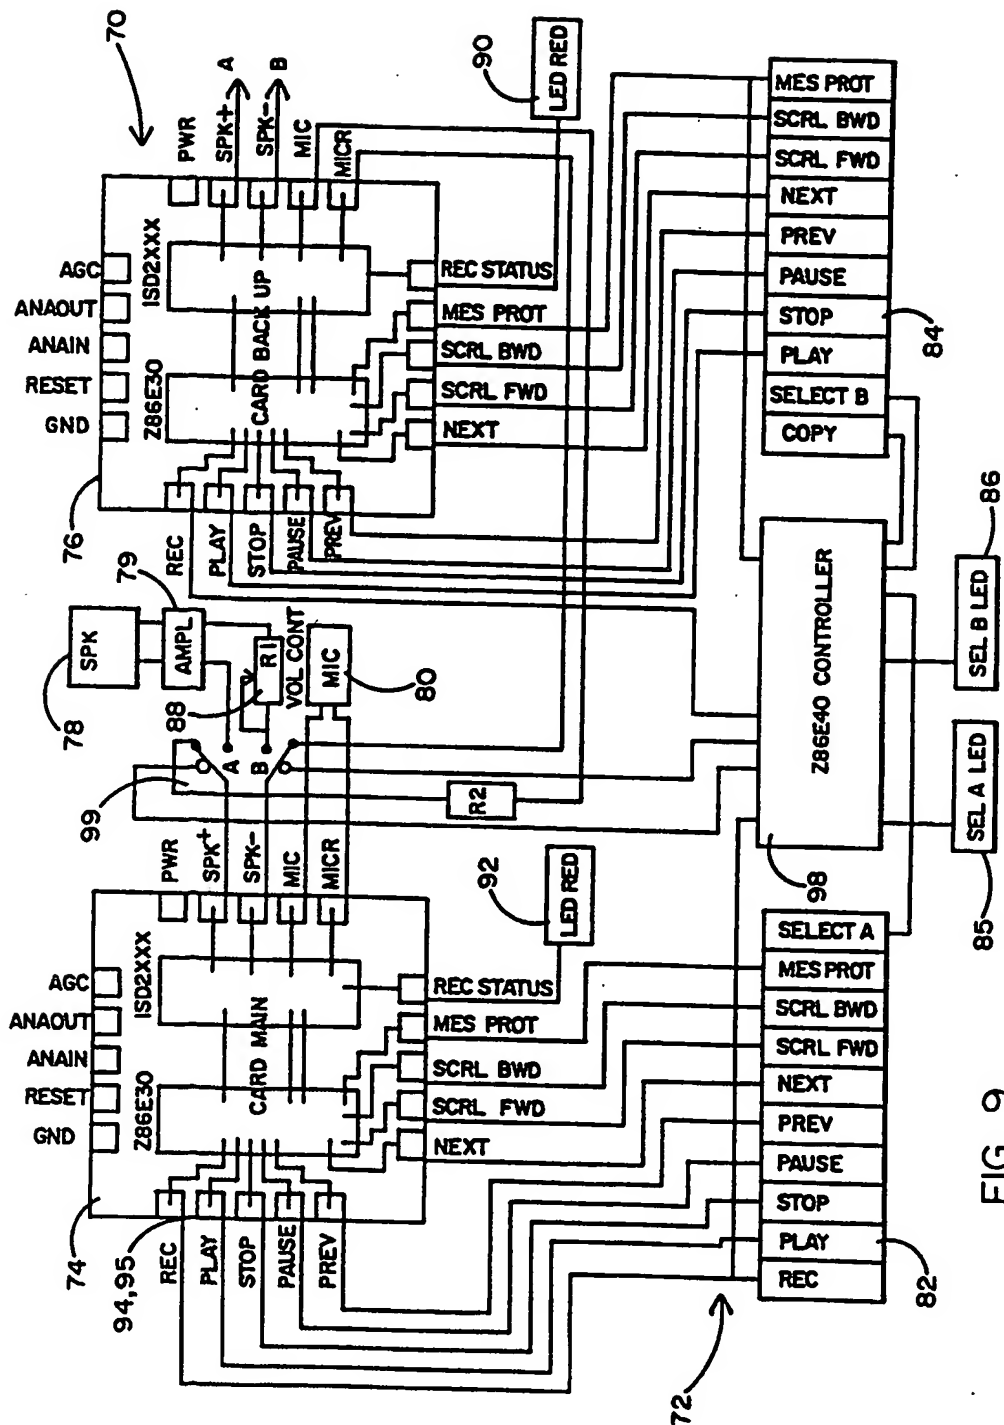 70
PWR
SPK+
SPK-
MIC
MICR
A
B
90
LED RED
AGC
ANAOUT
ANAIN
RESET
GND
ISD2XXX
CARD BACK UP
Z86E30
REC STATUS
MES PROT
SCRL BWD
SCRL FWD
NEXT
76
REC
PLAY
STOP
PAUSE
PREV
MES PROT
SCRL BWD
SCRL FWD
NEXT
PREV
PAUSE
STOP
PLAY
SELECT B
COPY
84
79
SPK
AMPL
78
88
R1
VOL CONT
MIC
80
99
A
B
R2
Z86E40 CONTROLLER
98
86
SEL B LED
SEL A LED
85
PWR
SPK+
SPK-
MIC
MICR
92
LED RED
AGC
ANAOUT
ANAIN
RESET
GND
ISD2XXX
CARD MAIN
Z86E30
REC STATUS
MES PROT
SCRL BWD
SCRL FWD
NEXT
74
94,95
REC
PLAY
STOP
PAUSE
PREV
SELECT A
MES PROT
SCRL BWD
SCRL FWD
NEXT
PREV
PAUSE
STOP
PLAY
REC
82
72
FIG. 9